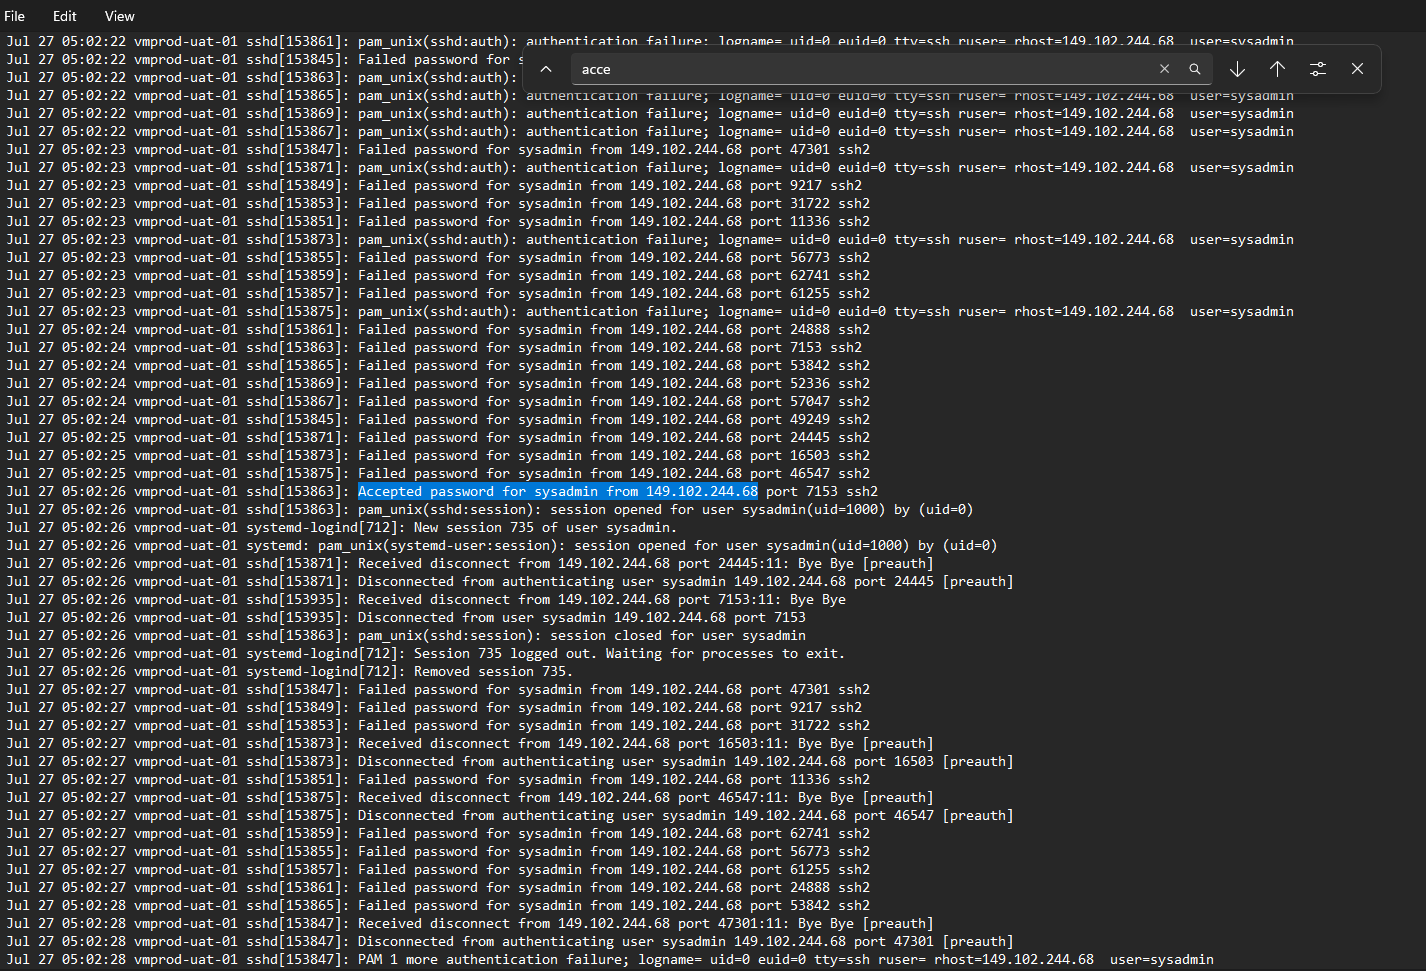 File Edit View
Jul 27 05:02:22 vmprod-uat-01 sshd[153861]: pam_unix(sshd:auth): authentication failure; logname= uid=0 euid=0 tty=ssh ruser= rhost=149.102.244.68  user=sysadmin
Jul 27 05:02:22 vmprod-uat-01 sshd[153845]: Failed password for s
acce
Jul 27 05:02:22 vmprod-uat-01 sshd[153863]: pam_unix(sshd:auth):
Jul 27 05:02:22 vmprod-uat-01 sshd[153865]: pam_unix(sshd:auth): authentication failure; logname= uid=0 euid=0 tty=ssh ruser= rhost=149.102.244.68  user=sysadmin
Jul 27 05:02:22 vmprod-uat-01 sshd[153869]: pam_unix(sshd:auth): authentication failure; logname= uid=0 euid=0 tty=ssh ruser= rhost=149.102.244.68  user=sysadmin
Jul 27 05:02:22 vmprod-uat-01 sshd[153867]: pam_unix(sshd:auth): authentication failure; logname= uid=0 euid=0 tty=ssh ruser= rhost=149.102.244.68  user=sysadmin
Jul 27 05:02:23 vmprod-uat-01 sshd[153847]: Failed password for sysadmin from 149.102.244.68 port 47301 ssh2
Jul 27 05:02:23 vmprod-uat-01 sshd[153871]: pam_unix(sshd:auth): authentication failure; logname= uid=0 euid=0 tty=ssh ruser= rhost=149.102.244.68  user=sysadmin
Jul 27 05:02:23 vmprod-uat-01 sshd[153849]: Failed password for sysadmin from 149.102.244.68 port 9217 ssh2
Jul 27 05:02:23 vmprod-uat-01 sshd[153853]: Failed password for sysadmin from 149.102.244.68 port 31722 ssh2
Jul 27 05:02:23 vmprod-uat-01 sshd[153851]: Failed password for sysadmin from 149.102.244.68 port 11336 ssh2
Jul 27 05:02:23 vmprod-uat-01 sshd[153873]: pam_unix(sshd:auth): authentication failure; logname= uid=0 euid=0 tty=ssh ruser= rhost=149.102.244.68  user=sysadmin
Jul 27 05:02:23 vmprod-uat-01 sshd[153855]: Failed password for sysadmin from 149.102.244.68 port 56773 ssh2
Jul 27 05:02:23 vmprod-uat-01 sshd[153859]: Failed password for sysadmin from 149.102.244.68 port 62741 ssh2
Jul 27 05:02:23 vmprod-uat-01 sshd[153857]: Failed password for sysadmin from 149.102.244.68 port 61255 ssh2
Jul 27 05:02:23 vmprod-uat-01 sshd[153875]: pam_unix(sshd:auth): authentication failure; logname= uid=0 euid=0 tty=ssh ruser= rhost=149.102.244.68  user=sysadmin
Jul 27 05:02:24 vmprod-uat-01 sshd[153861]: Failed password for sysadmin from 149.102.244.68 port 24888 ssh2
Jul 27 05:02:24 vmprod-uat-01 sshd[153863]: Failed password for sysadmin from 149.102.244.68 port 7153 ssh2
Jul 27 05:02:24 vmprod-uat-01 sshd[153865]: Failed password for sysadmin from 149.102.244.68 port 53842 ssh2
Jul 27 05:02:24 vmprod-uat-01 sshd[153869]: Failed password for sysadmin from 149.102.244.68 port 52336 ssh2
Jul 27 05:02:24 vmprod-uat-01 sshd[153867]: Failed password for sysadmin from 149.102.244.68 port 57047 ssh2
Jul 27 05:02:24 vmprod-uat-01 sshd[153845]: Failed password for sysadmin from 149.102.244.68 port 49249 ssh2
Jul 27 05:02:25 vmprod-uat-01 sshd[153871]: Failed password for sysadmin from 149.102.244.68 port 24445 ssh2
Jul 27 05:02:25 vmprod-uat-01 sshd[153873]: Failed password for sysadmin from 149.102.244.68 port 16503 ssh2
Jul 27 05:02:25 vmprod-uat-01 sshd[153875]: Failed password for sysadmin from 149.102.244.68 port 46547 ssh2
Jul 27 05:02:26 vmprod-uat-01 sshd[153863]: Accepted password for sysadmin from 149.102.244.68 port 7153 ssh2
Jul 27 05:02:26 vmprod-uat-01 sshd[153863]: pam_unix(sshd:session): session opened for user sysadmin(uid=1000) by (uid=0)
Jul 27 05:02:26 vmprod-uat-01 systemd-logind[712]: New session 735 of user sysadmin.
Jul 27 05:02:26 vmprod-uat-01 systemd: pam_unix(systemd-user:session): session opened for user sysadmin(uid=1000) by (uid=0)
Jul 27 05:02:26 vmprod-uat-01 sshd[153871]: Received disconnect from 149.102.244.68 port 24445:11: Bye Bye [preauth]
Jul 27 05:02:26 vmprod-uat-01 sshd[153871]: Disconnected from authenticating user sysadmin 149.102.244.68 port 24445 [preauth]
Jul 27 05:02:26 vmprod-uat-01 sshd[153935]: Received disconnect from 149.102.244.68 port 7153:11: Bye Bye
Jul 27 05:02:26 vmprod-uat-01 sshd[153935]: Disconnected from user sysadmin 149.102.244.68 port 7153
Jul 27 05:02:26 vmprod-uat-01 sshd[153863]: pam_unix(sshd:session): session closed for user sysadmin
Jul 27 05:02:26 vmprod-uat-01 systemd-logind[712]: Session 735 logged out. Waiting for processes to exit.
Jul 27 05:02:26 vmprod-uat-01 systemd-logind[712]: Removed session 735.
Jul 27 05:02:27 vmprod-uat-01 sshd[153847]: Failed password for sysadmin from 149.102.244.68 port 47301 ssh2
Jul 27 05:02:27 vmprod-uat-01 sshd[153849]: Failed password for sysadmin from 149.102.244.68 port 9217 ssh2
Jul 27 05:02:27 vmprod-uat-01 sshd[153853]: Failed password for sysadmin from 149.102.244.68 port 31722 ssh2
Jul 27 05:02:27 vmprod-uat-01 sshd[153873]: Received disconnect from 149.102.244.68 port 16503:11: Bye Bye [preauth]
Jul 27 05:02:27 vmprod-uat-01 sshd[153873]: Disconnected from authenticating user sysadmin 149.102.244.68 port 16503 [preauth]
Jul 27 05:02:27 vmprod-uat-01 sshd[153851]: Failed password for sysadmin from 149.102.244.68 port 11336 ssh2
Jul 27 05:02:27 vmprod-uat-01 sshd[153875]: Received disconnect from 149.102.244.68 port 46547:11: Bye Bye [preauth]
Jul 27 05:02:27 vmprod-uat-01 sshd[153875]: Disconnected from authenticating user sysadmin 149.102.244.68 port 46547 [preauth]
Jul 27 05:02:27 vmprod-uat-01 sshd[153859]: Failed password for sysadmin from 149.102.244.68 port 62741 ssh2
Jul 27 05:02:27 vmprod-uat-01 sshd[153855]: Failed password for sysadmin from 149.102.244.68 port 56773 ssh2
Jul 27 05:02:27 vmprod-uat-01 sshd[153857]: Failed password for sysadmin from 149.102.244.68 port 61255 ssh2
Jul 27 05:02:27 vmprod-uat-01 sshd[153861]: Failed password for sysadmin from 149.102.244.68 port 24888 ssh2
Jul 27 05:02:28 vmprod-uat-01 sshd[153865]: Failed password for sysadmin from 149.102.244.68 port 53842 ssh2
Jul 27 05:02:28 vmprod-uat-01 sshd[153847]: Received disconnect from 149.102.244.68 port 47301:11: Bye Bye [preauth]
Jul 27 05:02:28 vmprod-uat-01 sshd[153847]: Disconnected from authenticating user sysadmin 149.102.244.68 port 47301 [preauth]
Jul 27 05:02:28 vmprod-uat-01 sshd[153847]: PAM 1 more authentication failure; logname= uid=0 euid=0 tty=ssh ruser= rhost=149.102.244.68  user=sysadmin